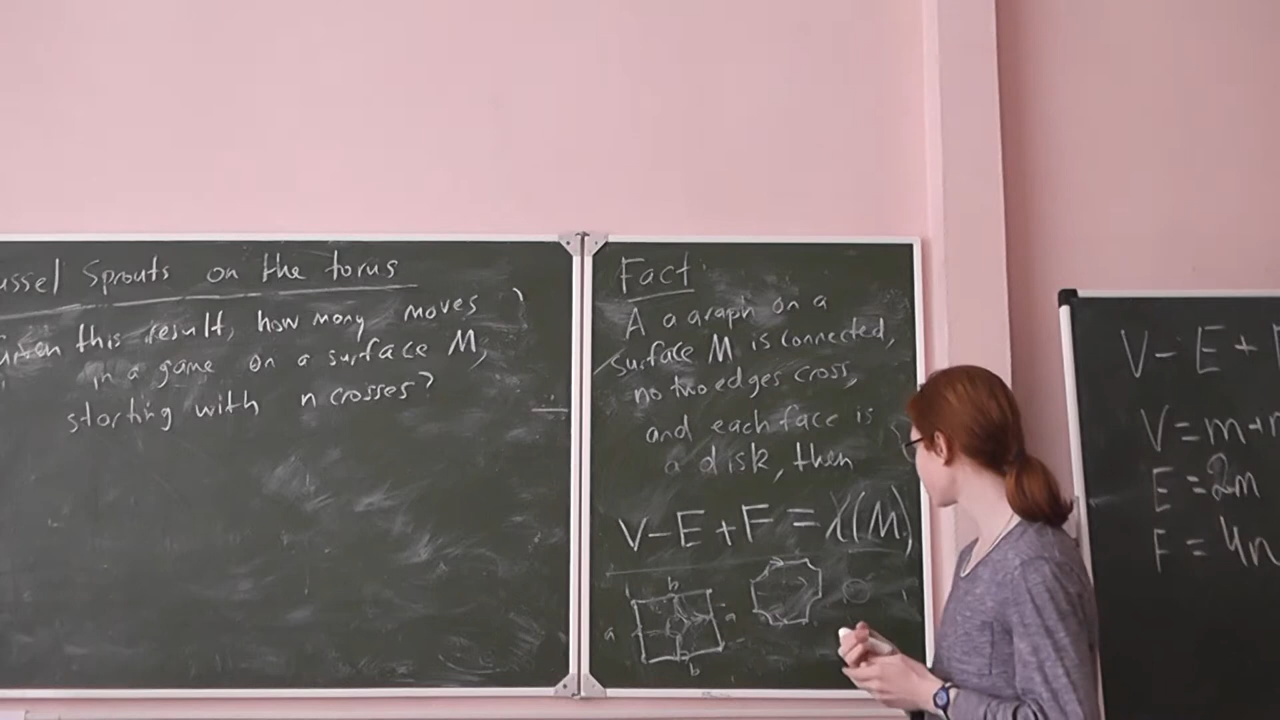 ussel Sprouts on the torus
this result, how many moves
in a game on a surface M,
starting with n crosses?
Fact
A a graph on a
surface M is connected,
no two edges cross,
and each face is
a disk, then
V-E+F = χ(M)
b
a a
b
V-E+
V=m+
E=2m
F=4n